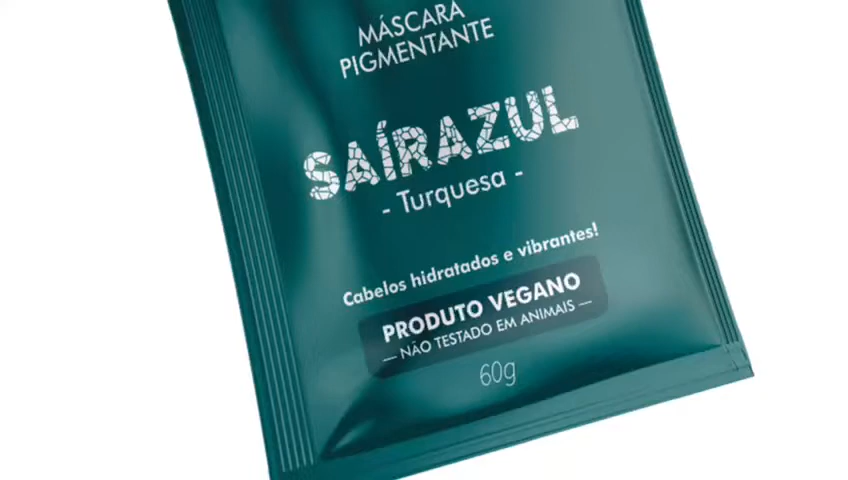 MÁSCARA
PIGMENTANTE
SAÍRAZUL
- Turquesa -
Cabelos hidratados e vibrantes!
PRODUTO VEGANO
— NÃO TESTADO EM ANIMAIS —
60g